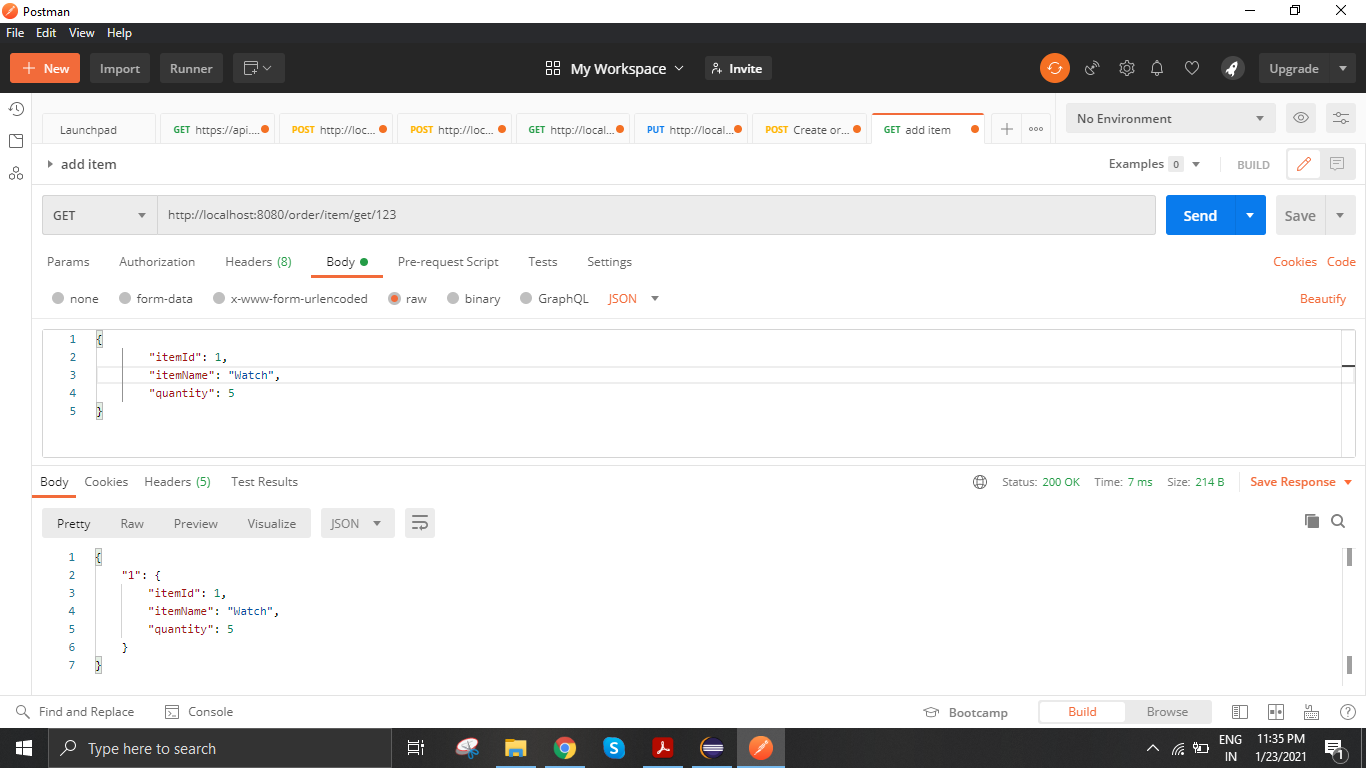 Postman
File Edit View Help
New Import Runner My Workspace Invite Upgrade
Launchpad GET https://api.... POST http://loc... POST http://loc... GET http://local... PUT http://local... POST Create or... GET add item No Environment
add item Examples 0 BUILD
GET http://localhost:8080/order/item/get/123 Send Save
Params Authorization Headers (8) Body Pre-request Script Tests Settings Cookies Code
none form-data x-www-form-urlencoded raw binary GraphQL JSON Beautify
1 {
2 "itemId": 1,
3 "itemName": "Watch",
4 "quantity": 5
5 }
Body Cookies Headers (5) Test Results Status: 200 OK Time: 7 ms Size: 214 B Save Response
Pretty Raw Preview Visualize JSON
1 {
2 "1": {
3 "itemId": 1,
4 "itemName": "Watch",
5 "quantity": 5
6 }
7 }
Find and Replace Console Bootcamp Build Browse
Type here to search ENG 11:35 PM
IN 1/23/2021 1